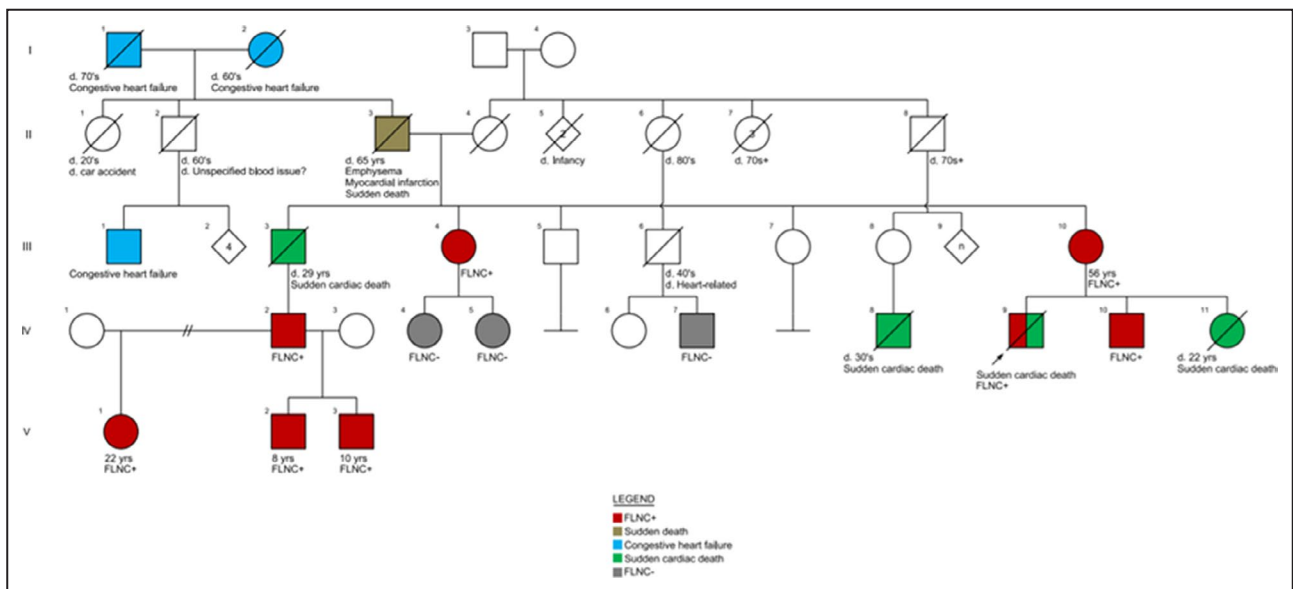 I
1
2
3
4
d. 70's
Congestive heart failure
d. 60's
Congestive heart failure
II
1
2
3
4
5
6
7
8
2
3
d. 20's
d. car accident
d. 60's
d. Unspecified blood issue?
d. 65 yrs
Emphysema
Myocardial infarction
Sudden death
d. Infancy
d. 80's
d. 70s+
d. 70s+
III
1
2
3
4
5
6
7
8
9
10
4
n
Congestive heart failure
d. 29 yrs
Sudden cardiac death
FLNC+
d. 40's
d. Heart-related
56 yrs
FLNC+
IV
1
2
3
4
5
6
7
8
9
10
11
FLNC+
FLNC-
FLNC-
FLNC-
d. 30's
Sudden cardiac death
Sudden cardiac death
FLNC+
FLNC+
d. 22 yrs
Sudden cardiac death
V
1
2
3
22 yrs
FLNC+
8 yrs
FLNC+
10 yrs
FLNC+
LEGEND
FLNC+
Sudden death
Congestive heart failure
Sudden cardiac death
FLNC-